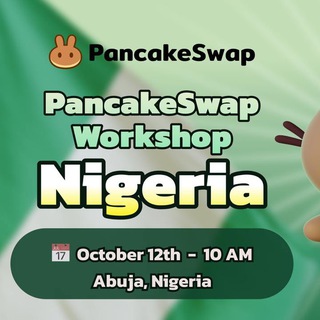 PancakeSwap
PancakeSwap
Workshop
Nigeria
📅 October 12th - 10 AM
Abuja, Nigeria